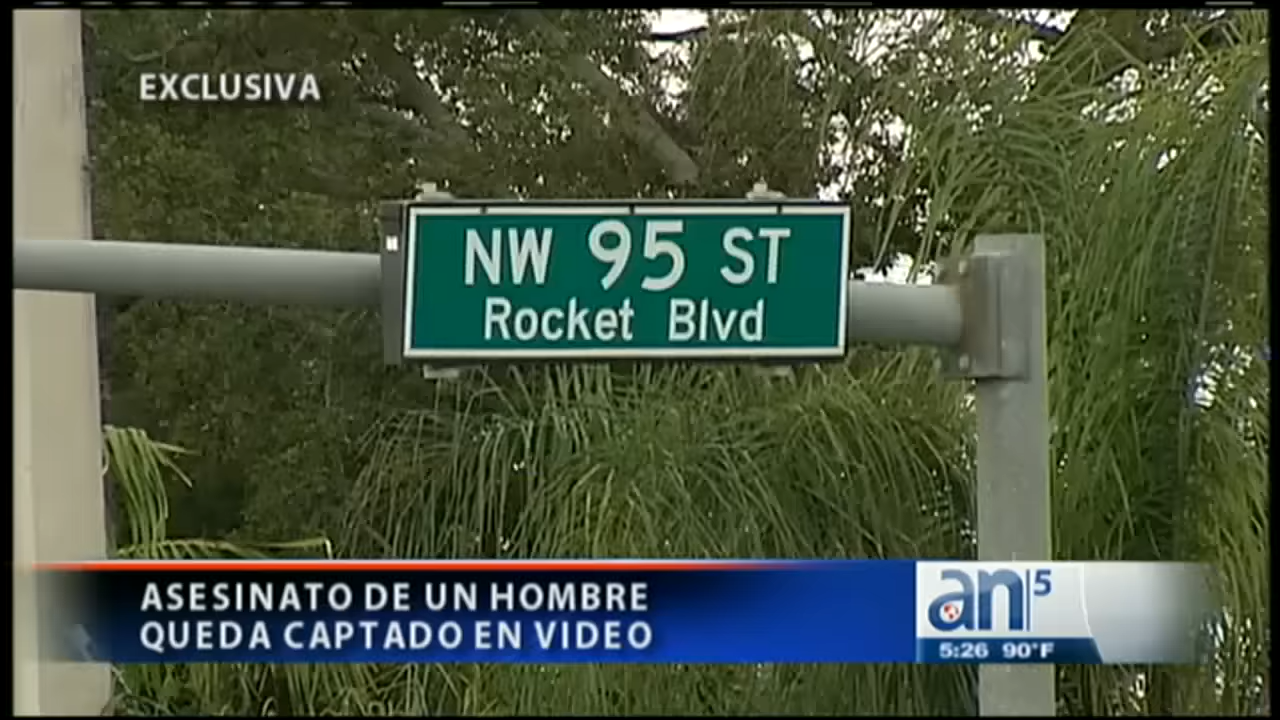 EXCLUSIVA
NW 95 ST
Rocket Blvd
ASESINATO DE UN HOMBRE
QUEDA CAPTADO EN VIDEO
an 5
5:26 90°F